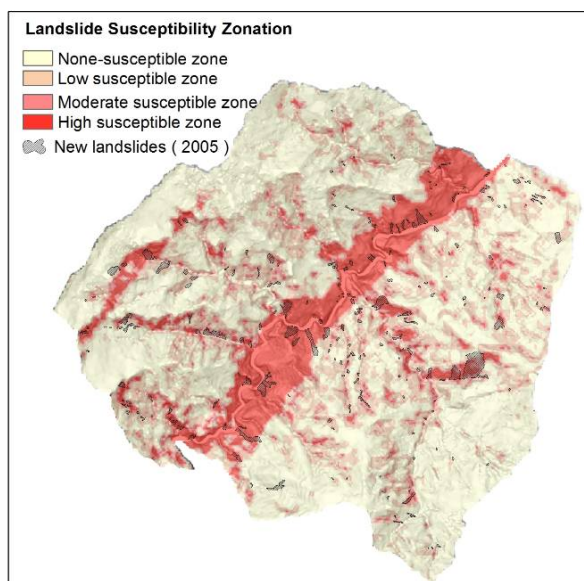 Landslide Susceptibility Zonation
None-susceptible zone
Low susceptible zone
Moderate susceptible zone
High susceptible zone
New landslides ( 2005 )